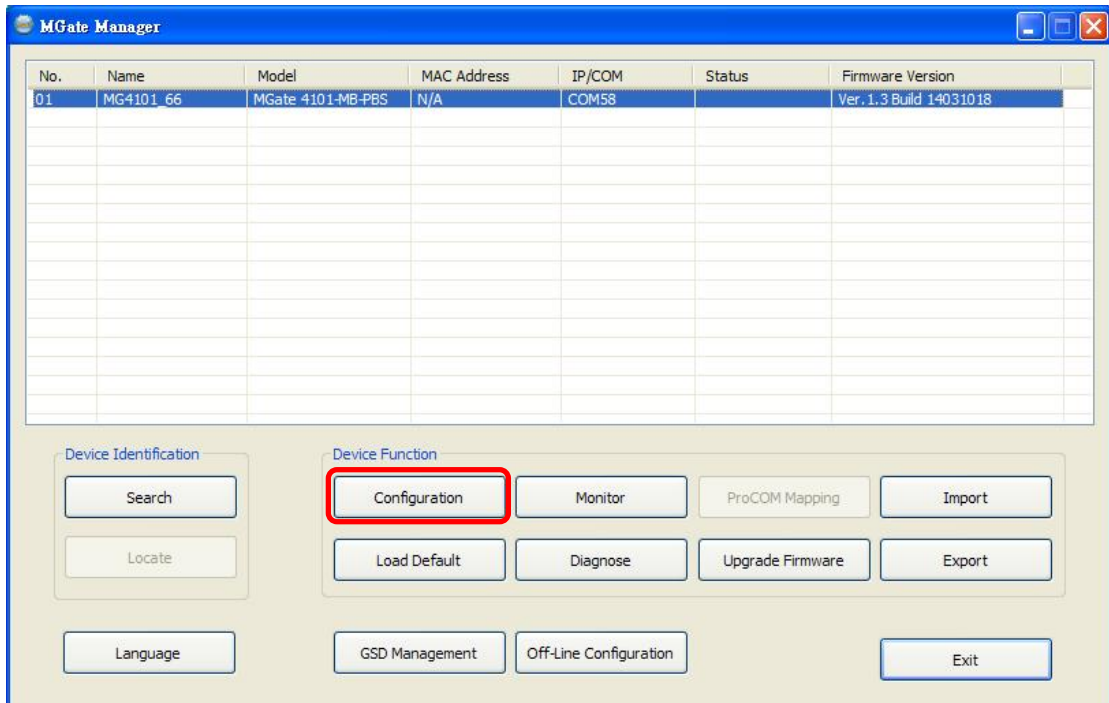 MGate Manager
No. Name Model MAC Address IP/COM Status Firmware Version
01 MG4101_66 MGate 4101-MB-PBS N/A COM58 Ver. 1.3 Build 14031018
Device Identification Device Function
Search Configuration Monitor ProCOM Mapping Import
Locate Load Default Diagnose Upgrade Firmware Export
Language GSD Management Off-Line Configuration Exit